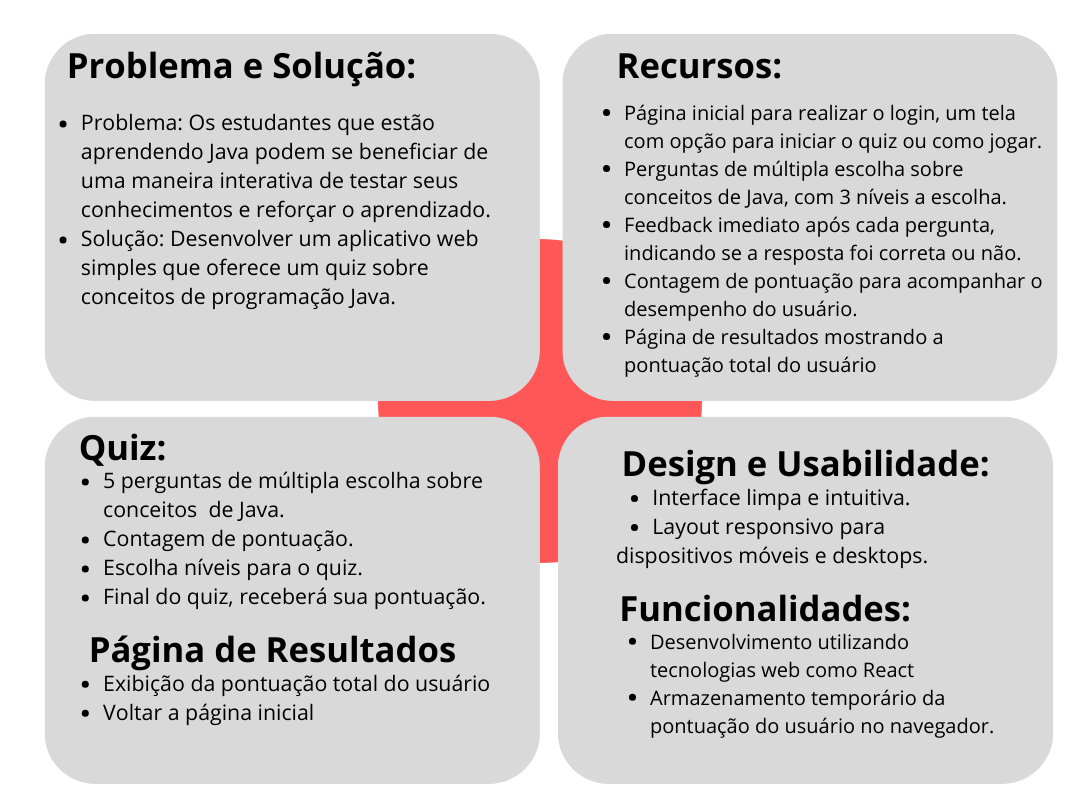 Problema e Solução:
• Problema: Os estudantes que estão
aprendendo Java podem se beneficiar de
uma maneira interativa de testar seus
conhecimentos e reforçar o aprendizado.
• Solução: Desenvolver um aplicativo web
simples que oferece um quiz sobre
conceitos de programação Java.
Recursos:
• Página inicial para realizar o login, um tela
com opção para iniciar o quiz ou como jogar.
• Perguntas de múltipla escolha sobre
conceitos de Java, com 3 níveis a escolha.
• Feedback imediato após cada pergunta,
indicando se a resposta foi correta ou não.
• Contagem de pontuação para acompanhar o
desempenho do usuário.
• Página de resultados mostrando a
pontuação total do usuário
Quiz:
• 5 perguntas de múltipla escolha sobre
conceitos  de Java.
• Contagem de pontuação.
• Escolha níveis para o quiz.
• Final do quiz, receberá sua pontuação.
Página de Resultados
• Exibição da pontuação total do usuário
• Voltar a página inicial
Design e Usabilidade:
• Interface limpa e intuitiva.
• Layout responsivo para
dispositivos móveis e desktops.
Funcionalidades:
• Desenvolvimento utilizando
tecnologias web como React
• Armazenamento temporário da
pontuação do usuário no navegador.